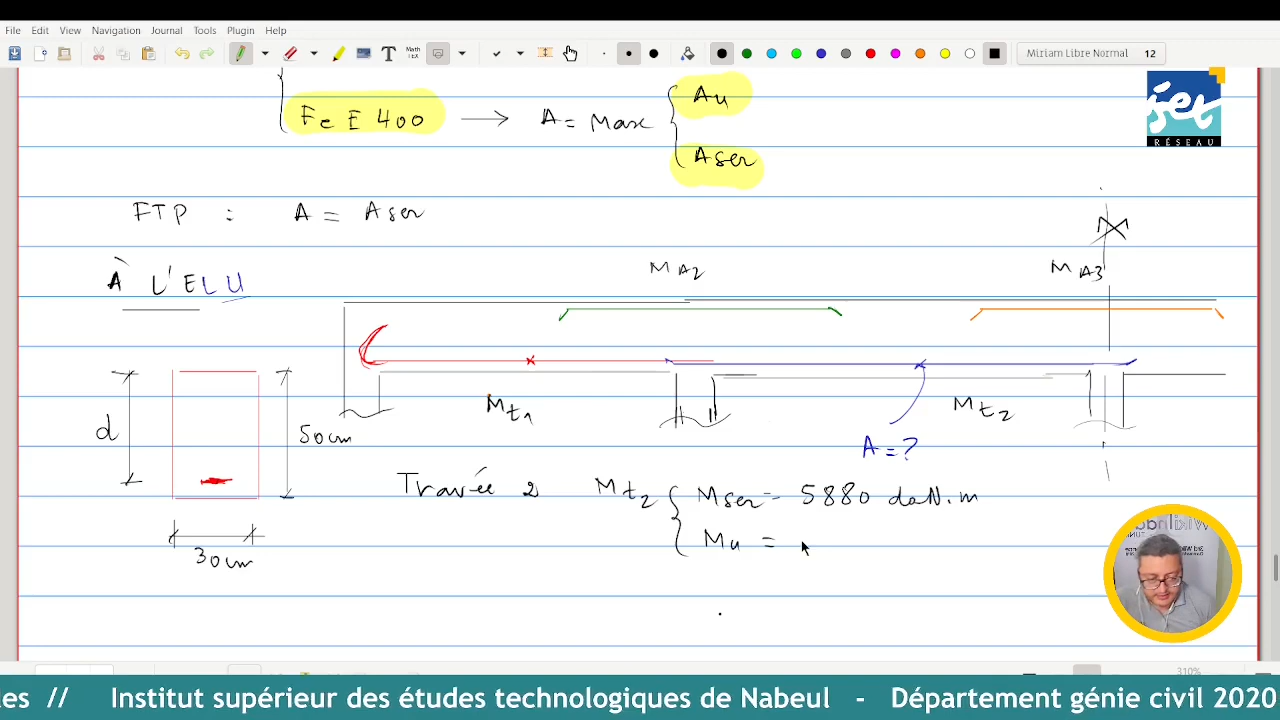 File Edit View Navigation Journal Tools Plugin Help
Miriam Libre Normal 12
Fe E 400 → A = Max { Au
Aser
iset
RÉSEAU
FTP : A = Aser
À L'ELU
MA2 MA3
Mt1 Mt2
d 50cm
A = ?
Travée 2 Mt2 { Mser = 5880 daN.m
Mu =
30cm
310%
les // Institut supérieur des études technologiques de Nabeul - Département génie civil 2020